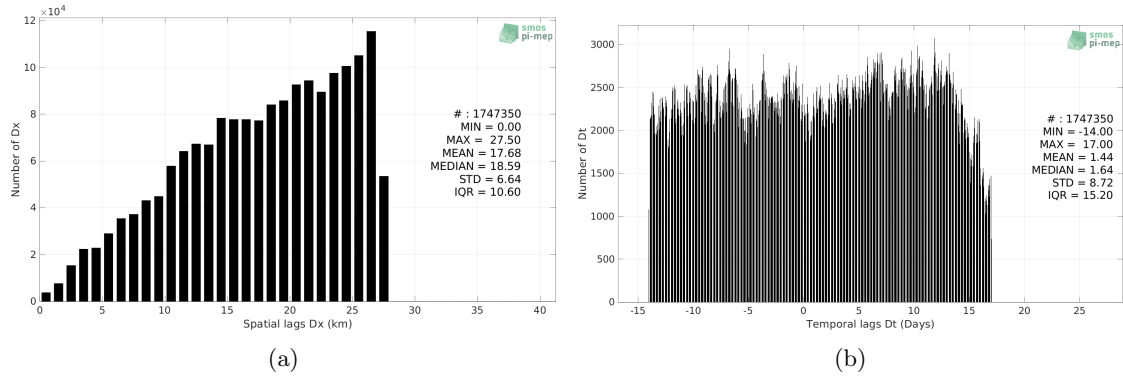 ×10⁴
12
10
8
6
4
2
0
0 5 10 15 20 25 30 35 40
Number of Dx
Spatial lags Dx (km)
smos
pi-mep
# : 1747350
MIN = 0.00
MAX = 27.50
MEAN = 17.68
MEDIAN = 18.59
STD = 6.64
IQR = 10.60
(a)
3000
2500
2000
1500
1000
500
0
-15 -10 -5 0 5 10 15 20 25
Number of Dt
Temporal lags Dt (Days)
smos
pi-mep
# : 1747350
MIN = -14.00
MAX = 17.00
MEAN = 1.44
MEDIAN = 1.64
STD = 8.72
IQR = 15.20
(b)